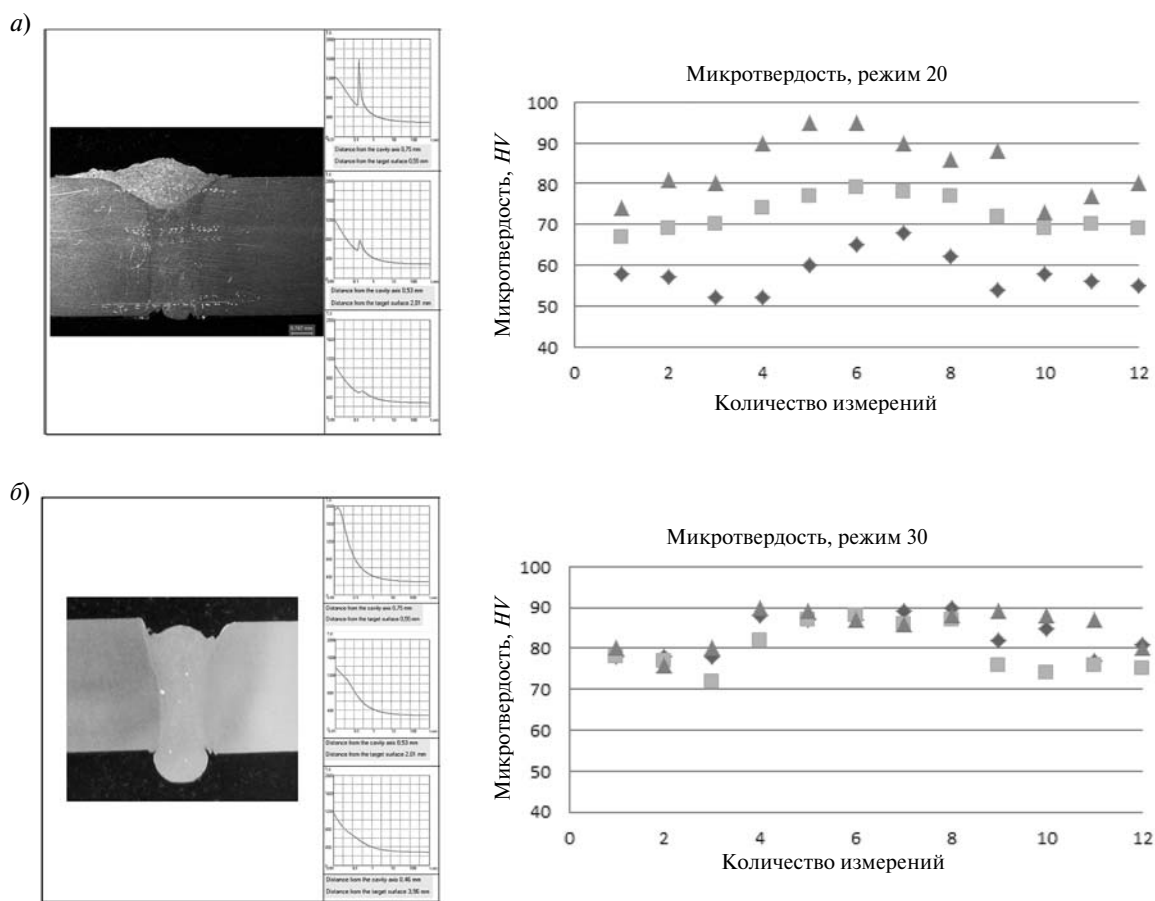 а)
Distance from the cavity axis 0,75 mm
Distance from the target surface 0,55 mm
Distance from the cavity axis 0,53 mm
Distance from the target surface 2,01 mm
Микротвердость, режим 20
Микротвердость, HV
100
90
80
70
60
50
40
0
2
4
6
8
10
12
Количество измерений
б)
Distance from the cavity axis 0,75 mm
Distance from the target surface 0,55 mm
Distance from the cavity axis 0,53 mm
Distance from the target surface 2,01 mm
Distance from the cavity axis 0,46 mm
Distance from the target surface 3,96 mm
Микротвердость, режим 30
Микротвердость, HV
100
90
80
70
60
50
40
0
2
4
6
8
10
12
Количество измерений